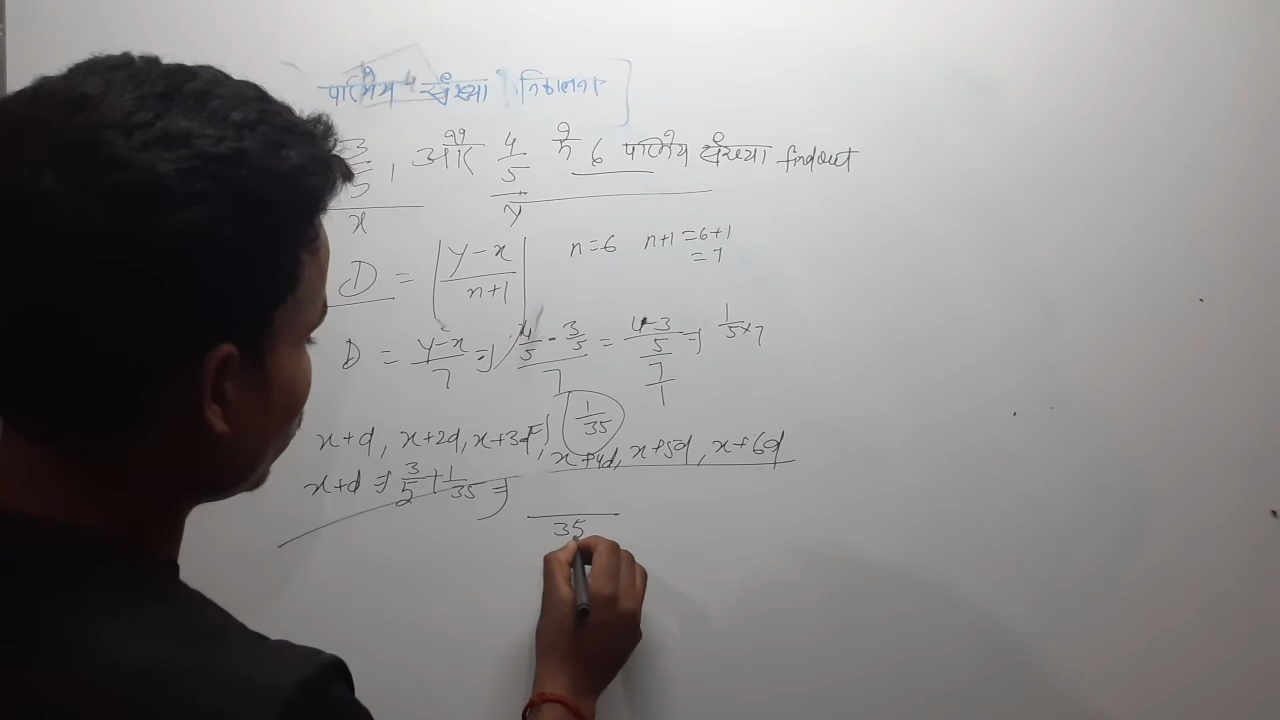 परिमेय संख्या निकालना
3/5, और 4/5 में 6 परिमेय संख्या findout
x y
D = |y-x / n+1| n=6 n+1 =6+1
=7
D = y-x / 7 => 4/5 - 3/5 / 7 = 4-3 / 5 / 7 / 1 => 1/5 × 7
=> 1/35
x+d, x+2d, x+3d, x+4d, x+5d, x+6d
x+d => 3/5 + 1/35 => / 35